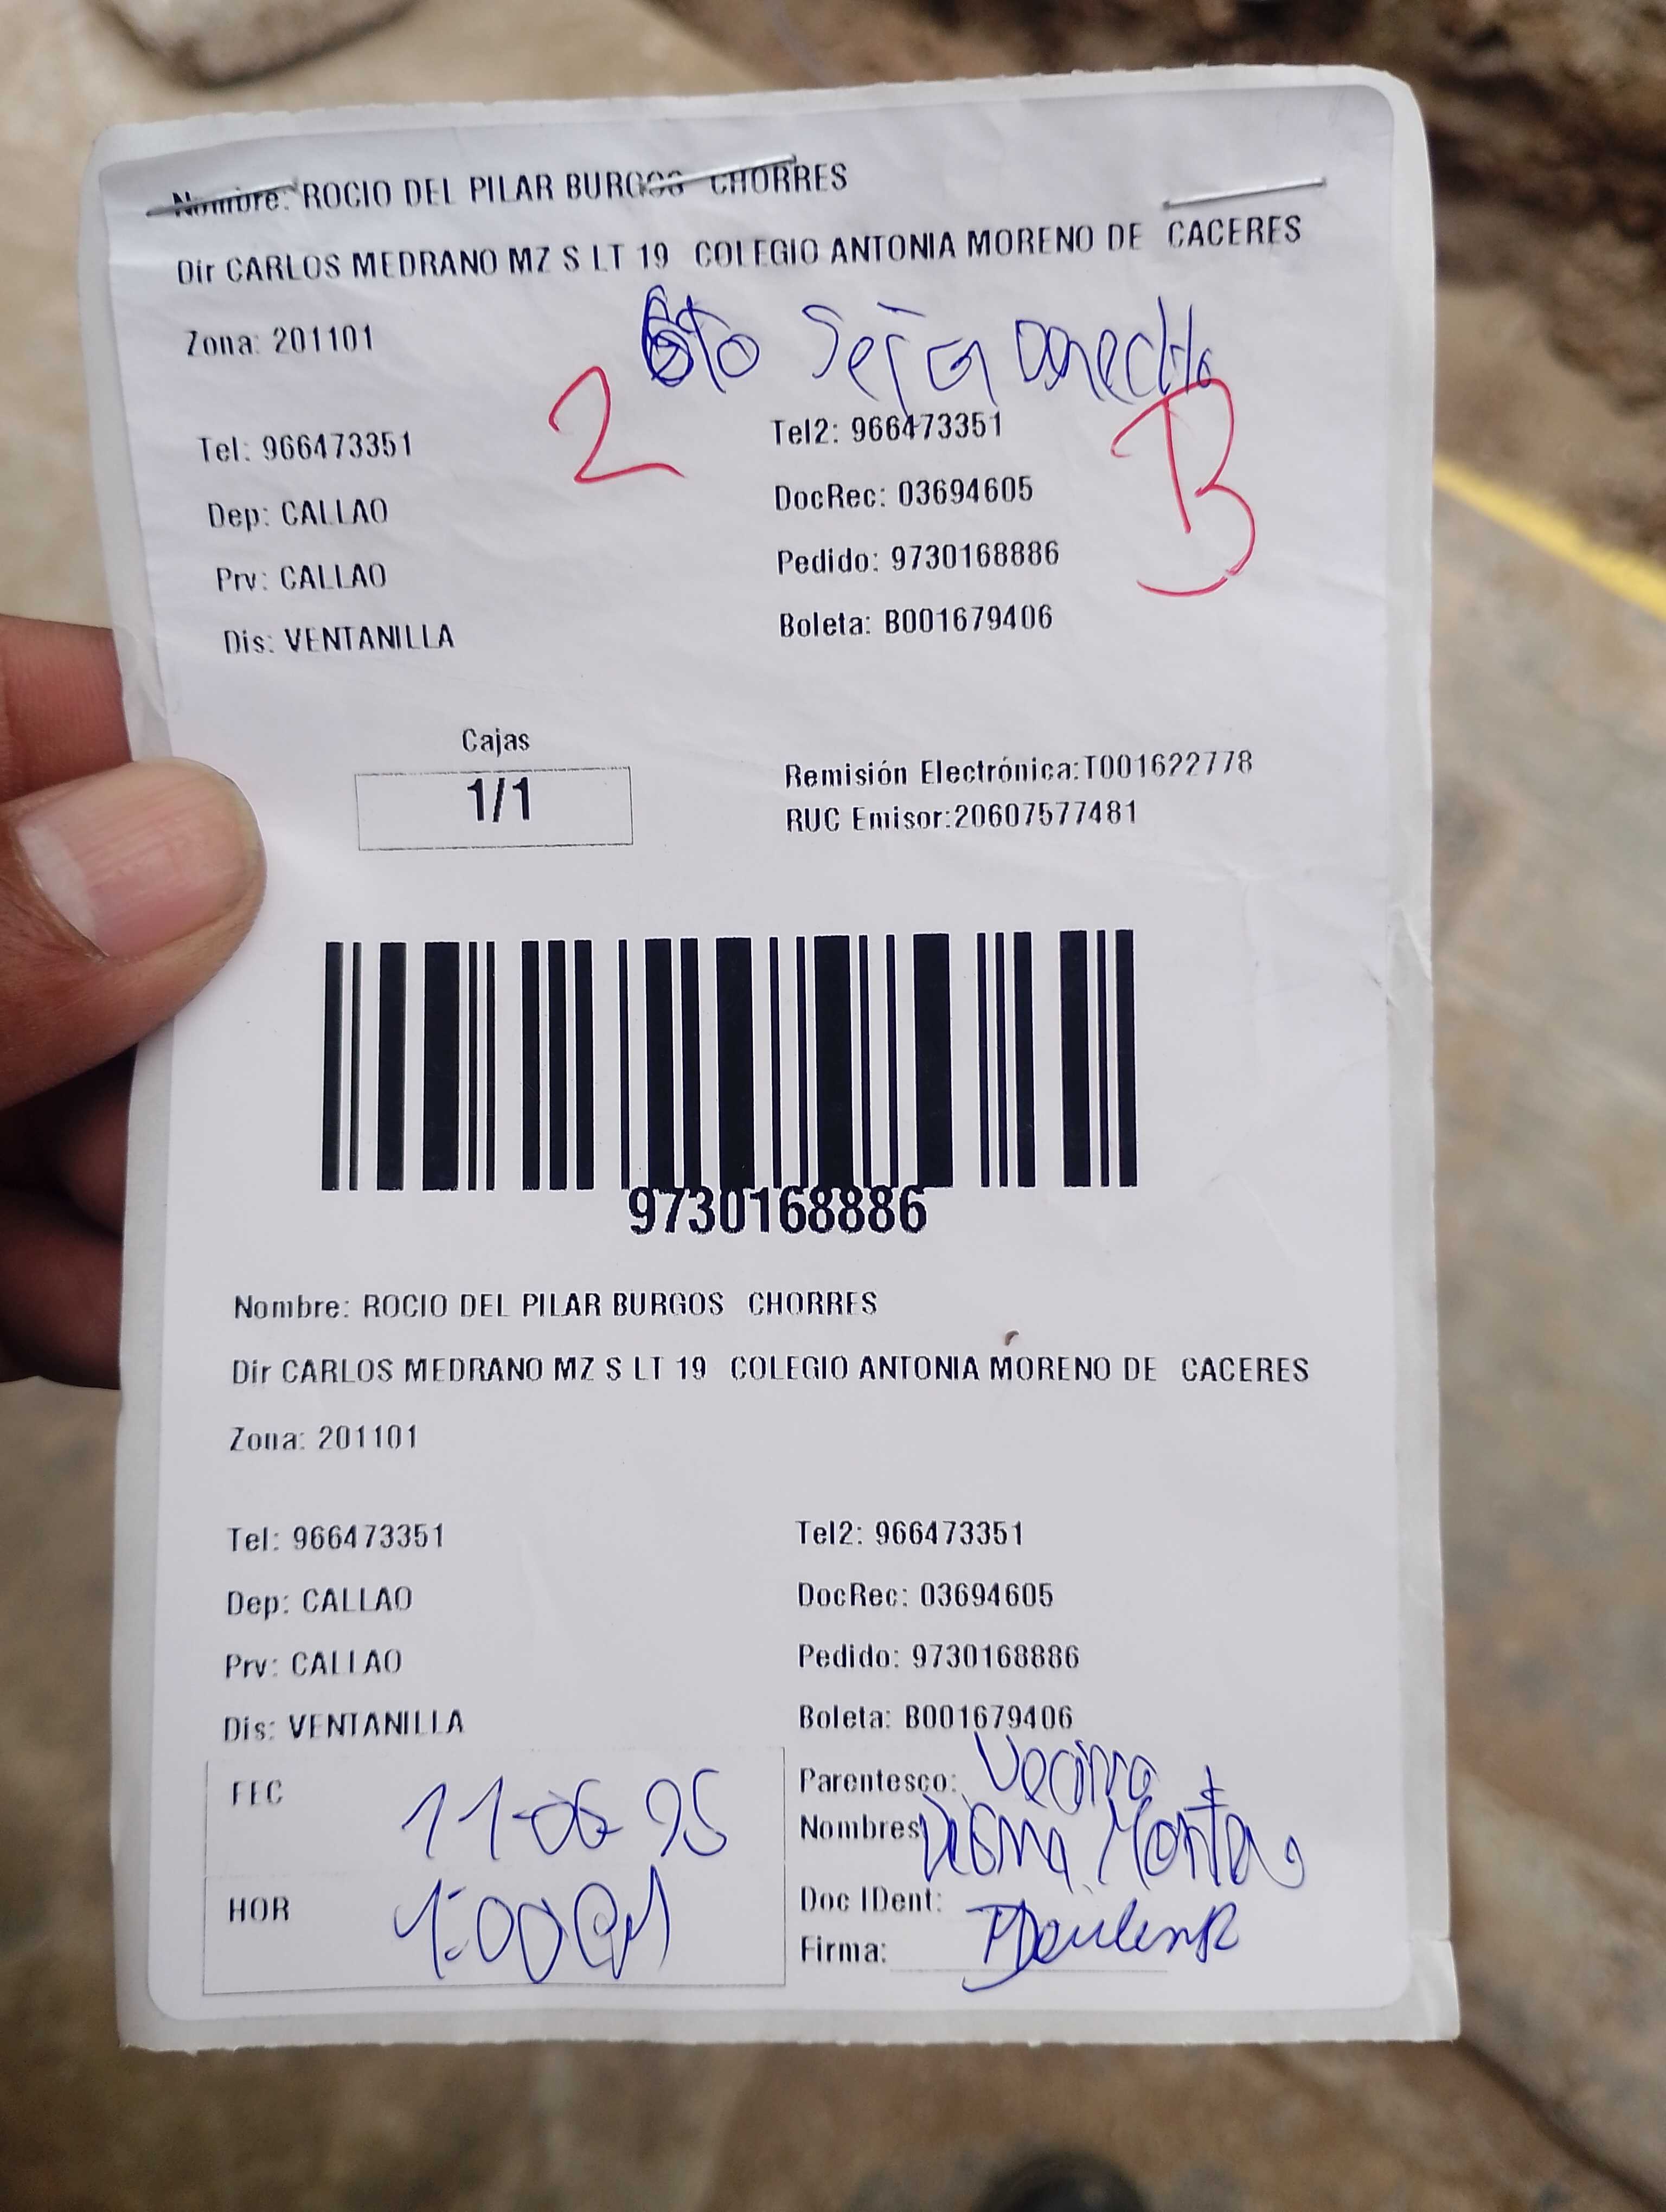 Nombre: ROCIO DEL PILAR BURGOS CHORRES
Dir CARLOS MEDRANO MZ S LT 19 COLEGIO ANTONIA MORENO DE CACERES
Zona: 201101
2
B
Tel: 966473351 Tel2: 966473351
Dep: CALLAO DocRec: 03694605
Prv: CALLAO Pedido: 9730168886
Dis: VENTANILLA Boleta: B001679406
Cajas
1/1
Remisión Electrónica:T001622778
RUC Emisor:20607577481
9730168886
Nombre: ROCIO DEL PILAR BURGOS CHORRES
Dir CARLOS MEDRANO MZ S LT 19 COLEGIO ANTONIA MORENO DE CACERES
Zona: 201101
Tel: 966473351 Tel2: 966473351
Dep: CALLAO DocRec: 03694605
Prv: CALLAO Pedido: 9730168886
Dis: VENTANILLA Boleta: B001679406
FEC 11-06
HOR
Parentesco: Vecina
Nombres
Doc IDent:
Firma: